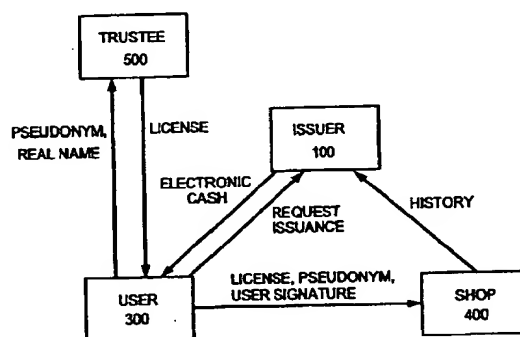 TRUSTEE
500
PSEUDONYM,
REAL NAME
LICENSE
ISSUER
100
ELECTRONIC
CASH
REQUEST
ISSUANCE
HISTORY
LICENSE, PSEUDONYM,
USER SIGNATURE
USER
300
SHOP
400